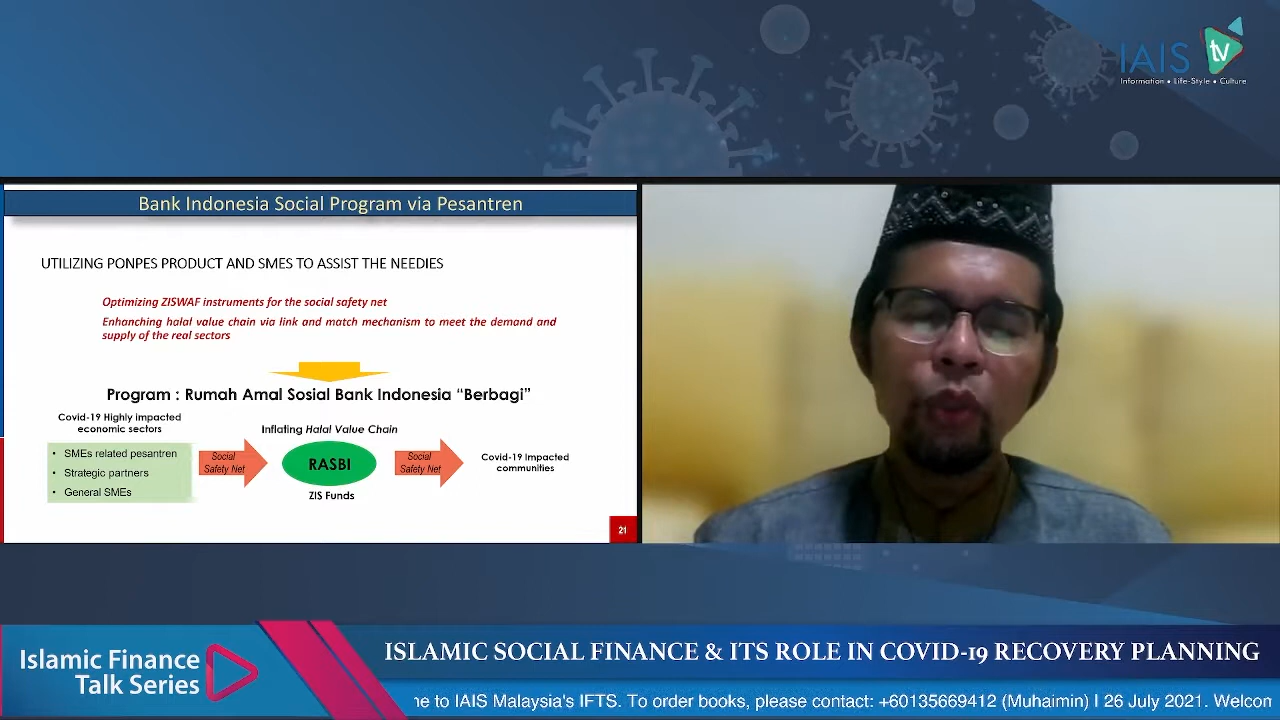 IAIS tv
Information • Life-Style • Culture
Bank Indonesia Social Program via Pesantren
UTILIZING PONPES PRODUCT AND SMES TO ASSIST THE NEEDIES
Optimizing ZISWAF instruments for the social safety net
Enhanching halal value chain via link and match mechanism to meet the demand and
supply of the real sectors
Program : Rumah Amal Sosial Bank Indonesia “Berbagi”
Covid-19 Highly impacted
economic sectors
• SMEs related pesantren
• Strategic partners
• General SMEs
Social
Safety Net
Inflating Halal Value Chain
RASBI
ZIS Funds
Social
Safety Net
Covid-19 Impacted
communities
21
Islamic Finance
Talk Series
ISLAMIC SOCIAL FINANCE & ITS ROLE IN COVID-19 RECOVERY PLANNING
ne to IAIS Malaysia's IFTS. To order books, please contact: +60135669412 (Muhaimin) I 26 July 2021. Welcon